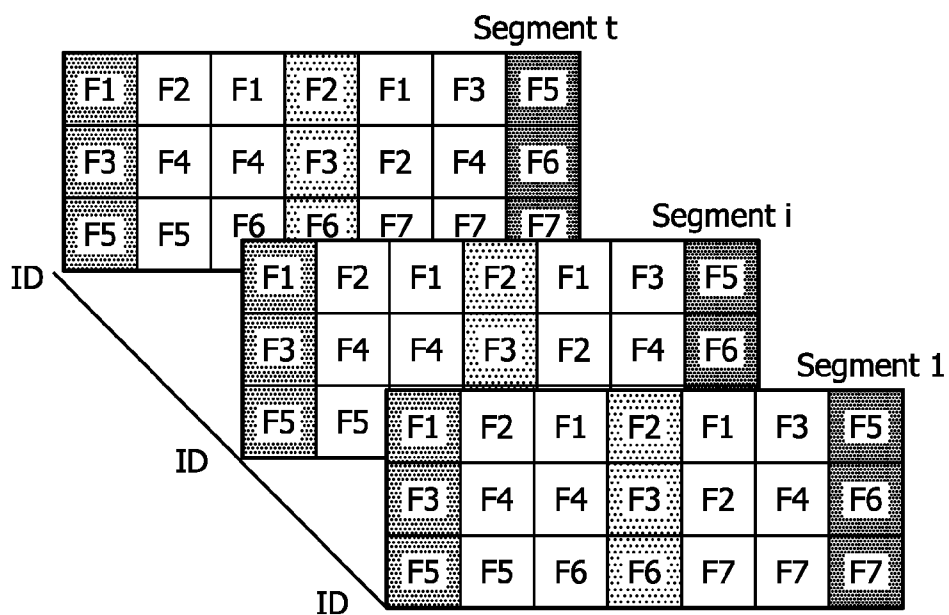 Segment t
F1 F2 F1 F2 F1 F3 F5
F3 F4 F4 F3 F2 F4 F6
F5 F5 F6 F6 F7 F7 F7
Segment i
ID
F1 F2 F1 F2 F1 F3 F5
F3 F4 F4 F3 F2 F4 F6
Segment 1
F5 F5
F1 F2 F1 F2 F1 F3 F5
ID
F3 F4 F4 F3 F2 F4 F6
F5 F5 F6 F6 F7 F7 F7
ID